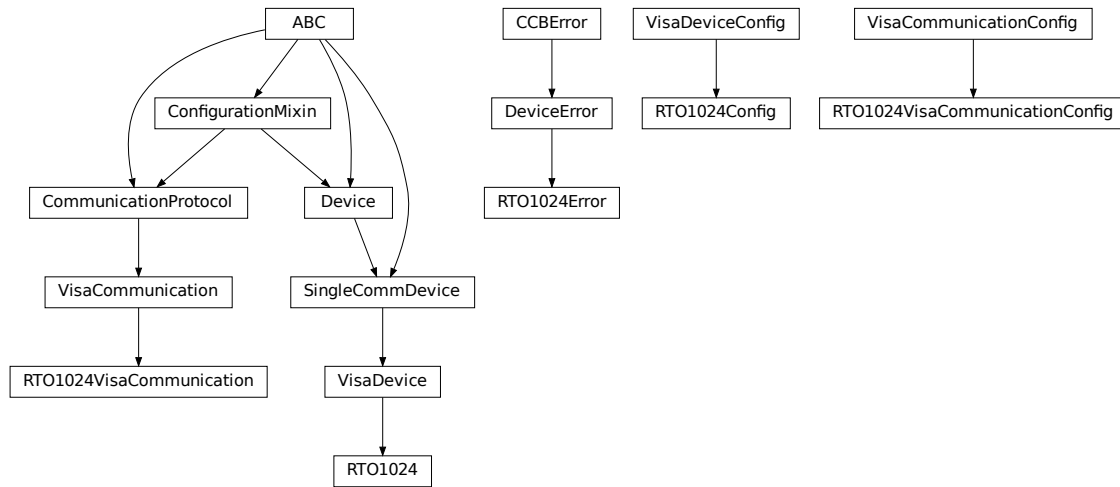 ABC
CCBError
VisaDeviceConfig
VisaCommunicationConfig
ConfigurationMixin
DeviceError
RTO1024Config
RTO1024VisaCommunicationConfig
CommunicationProtocol
Device
RTO1024Error
VisaCommunication
SingleCommDevice
RTO1024VisaCommunication
VisaDevice
RTO1024